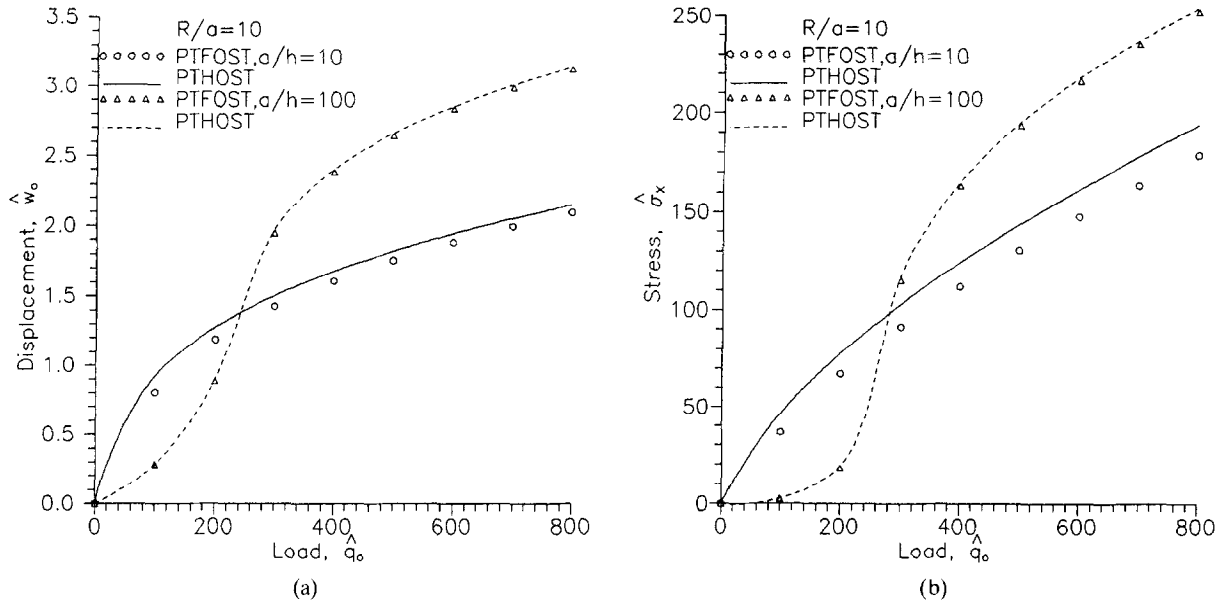 3.5
3.0
2.5
2.0
1.5
1.0
0.5
0.0
Displacement, ŵₒ
R/a=10
PTFOST,a/h=10
PTHOST
PTFOST,a/h=100
PTHOST
0
200
400
600
800
Load, q̂ₒ
(a)
250
200
150
100
50
0
Stress, σ̂ₓ
R/a=10
PTFOST,a/h=10
PTHOST
PTFOST,a/h=100
PTHOST
0
200
400
600
800
Load, q̂ₒ
(b)